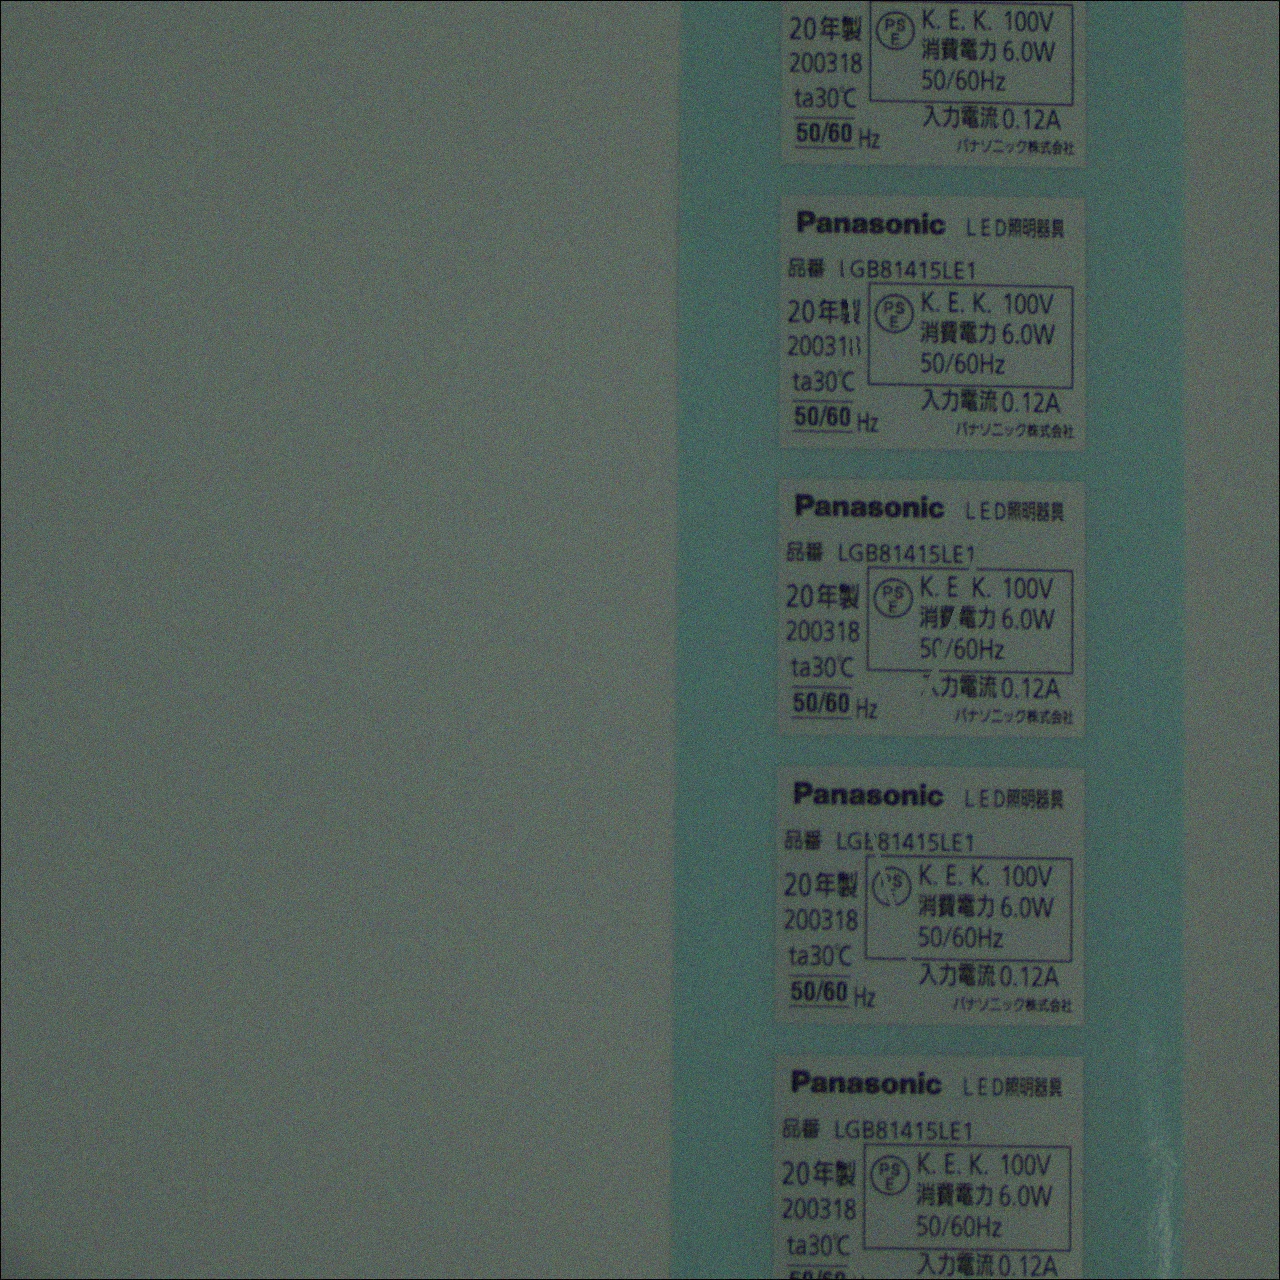 20年製 PS E K. E. K. 100V
200318 消費電力 6.0W
50/60Hz
ta30℃
入力電流 0.12A
50/60 Hz
パナソニック株式会社
Panasonic LED照明器具
品番 LGB81415LE1
20年 PS E K. E. K. 100V
消費電力 6.0W
50/60Hz
ta30℃
入力電流 0.12A
50/60 Hz
パナソニック株式会社
Panasonic LED照明器具
品番 LGB81415LE1
20年製 PS E K. E K. 100V
200318 電力 6.0W
/60Hz
ta30℃
力電流 0.12A
50/60 Hz
パナソニック株式会社
Panasonic LED照明器具
品番 81415LE1
20年製 K. E. K. 100V
200318 消費電力 6.0W
50/60Hz
ta30℃
入力電流 0.12A
50/60 Hz
パナソニック株式会社
Panasonic LED照明器具
品番 LGB81415LE1
20年製 PS E K. E. K. 100V
200318 消費電力 6.0W
50/60Hz
ta30℃
入力電流 0.12A